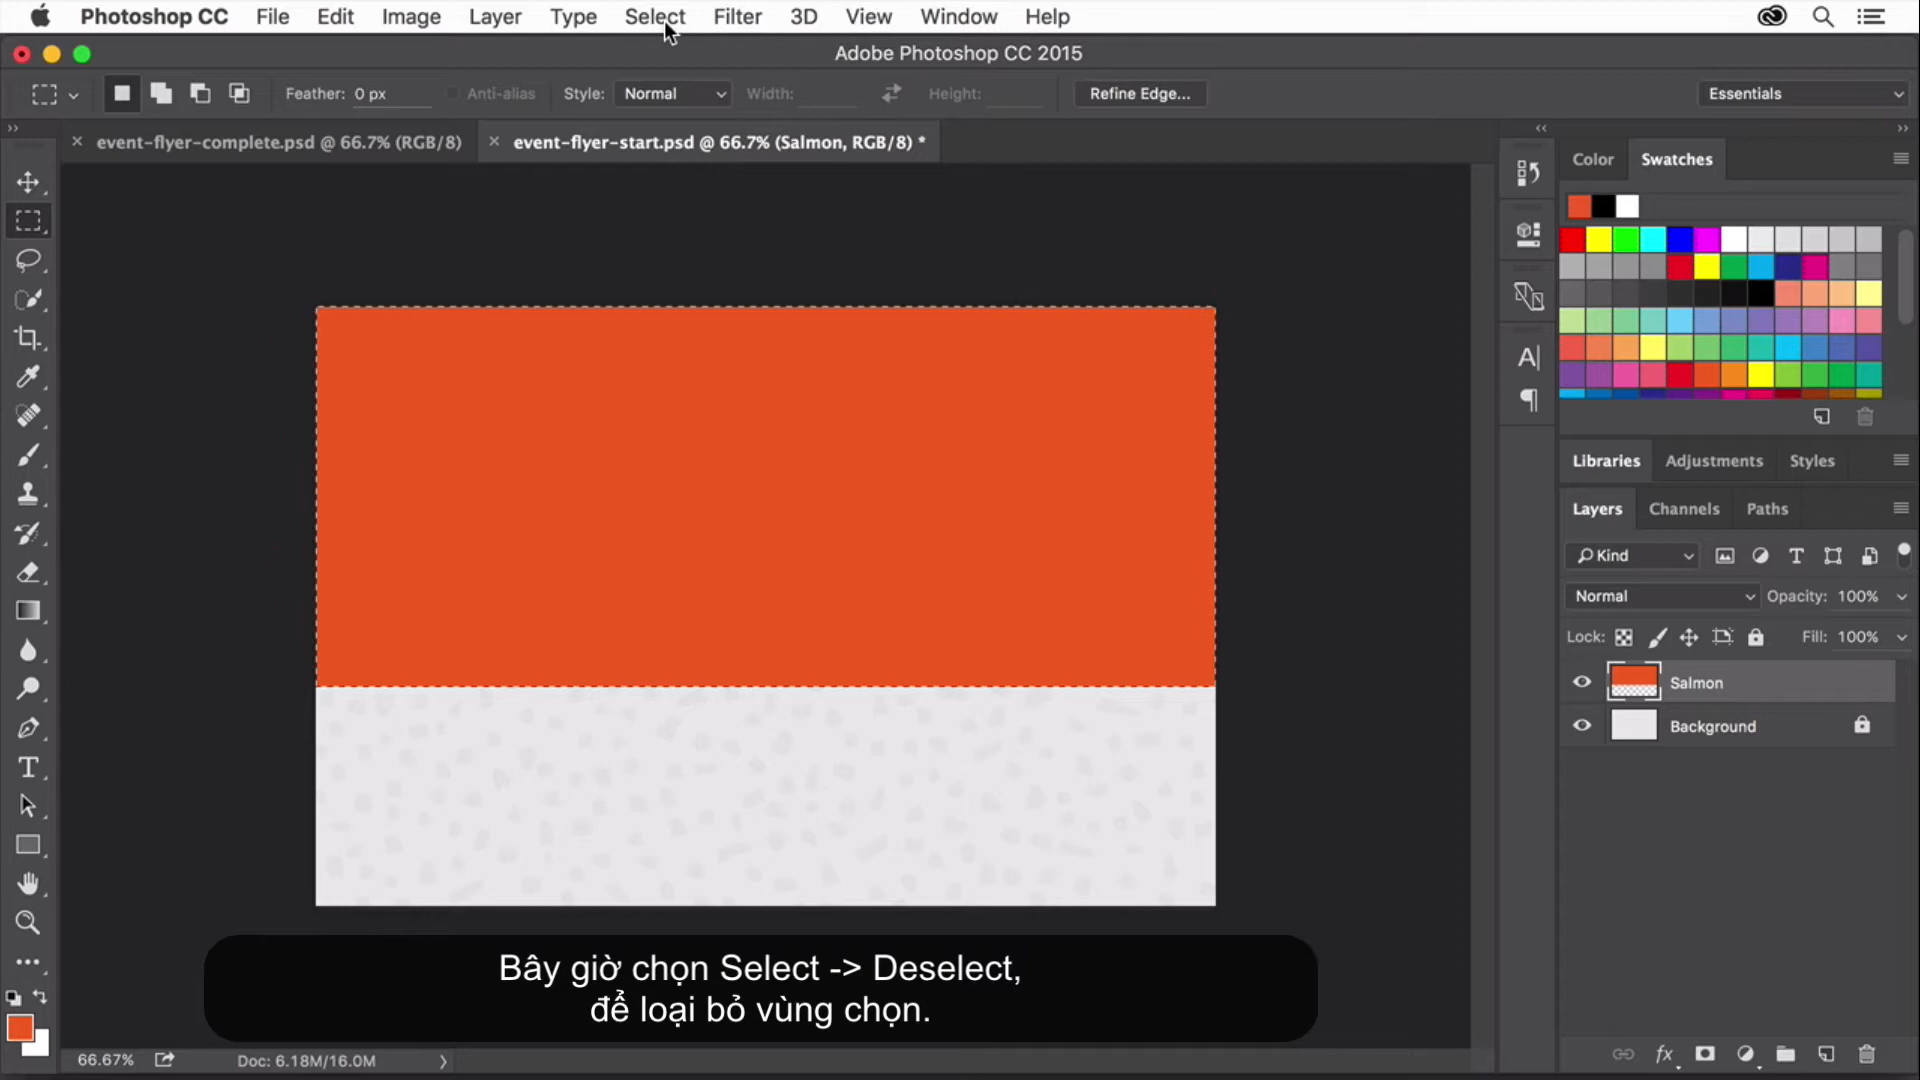 Photoshop CC File Edit Image Layer Type Select Filter 3D View Window Help
Adobe Photoshop CC 2015
Feather: 0 px Anti-alias Style: Normal Width: Height: Refine Edge... Essentials
event-flyer-complete.psd @ 66.7% (RGB/8) event-flyer-start.psd @ 66.7% (Salmon, RGB/8) *
Color Swatches
Libraries Adjustments Styles
Layers Channels Paths
Kind
Normal Opacity: 100%
Lock: Fill: 100%
Salmon
Background
Bây giờ chọn Select -> Deselect,
để loại bỏ vùng chọn.
66.67% Doc: 6.18M/16.0M